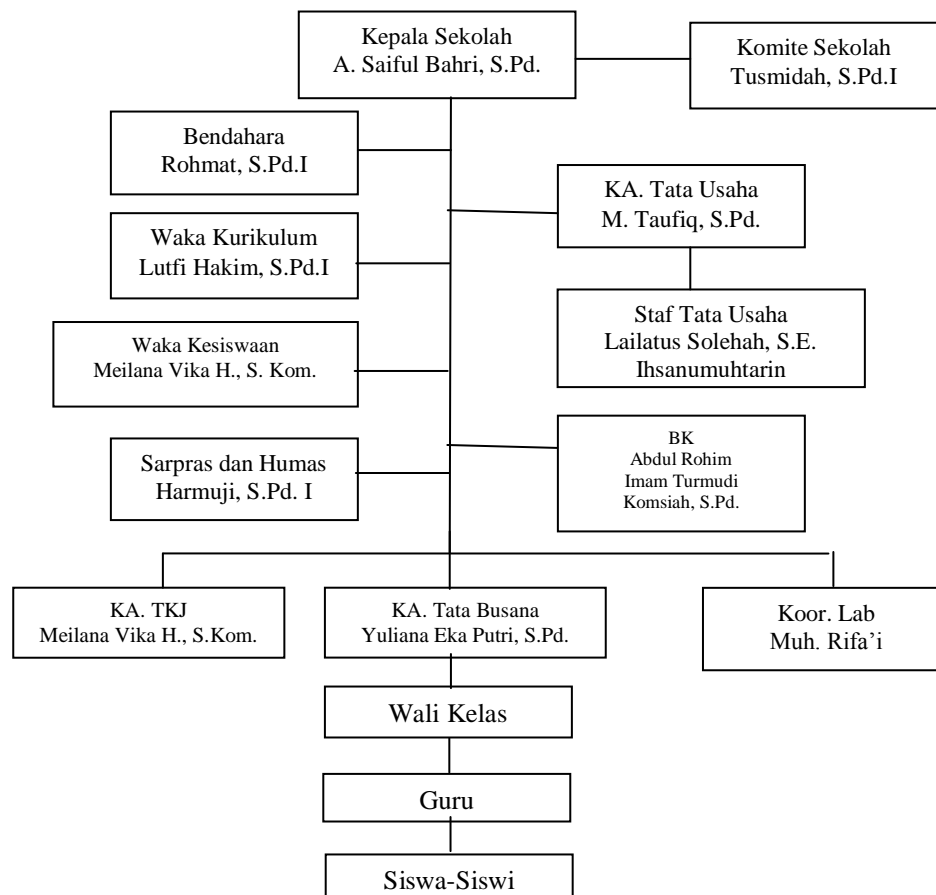 Kepala Sekolah
A. Saiful Bahri, S.Pd.
Komite Sekolah
Tusmidah, S.Pd.I
Bendahara
Rohmat, S.Pd.I
KA. Tata Usaha
M. Taufiq, S.Pd.
Waka Kurikulum
Lutfi Hakim, S.Pd.I
Staf Tata Usaha
Lailatus Solehah, S.E.
Ihsanumuhtarin
Waka Kesiswaan
Meilana Vika H., S. Kom.
BK
Abdul Rohim
Imam Turmudi
Komsiah, S.Pd.
Sarpras dan Humas
Harmuji, S.Pd. I
KA. TKJ
Meilana Vika H., S.Kom.
KA. Tata Busana
Yuliana Eka Putri, S.Pd.
Koor. Lab
Muh. Rifa’i
Wali Kelas
Guru
Siswa-Siswi